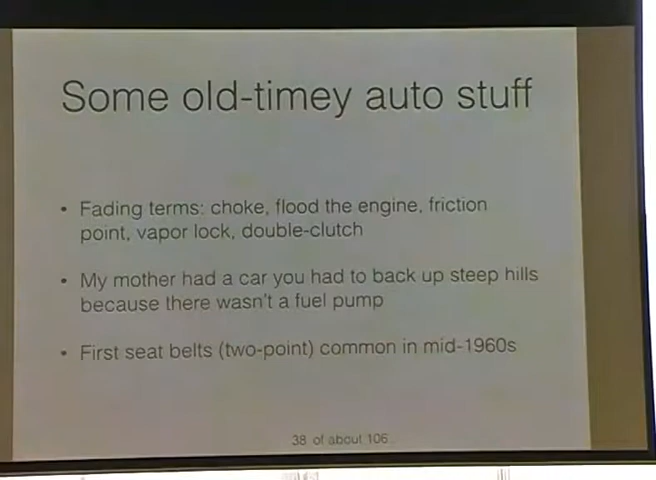 Some old-timey auto stuff
• Fading terms: choke, flood the engine, friction
point, vapor lock, double-clutch
• My mother had a car you had to back up steep hills
because there wasn't a fuel pump
• First seat belts (two-point) common in mid-1960s
38 of about 106